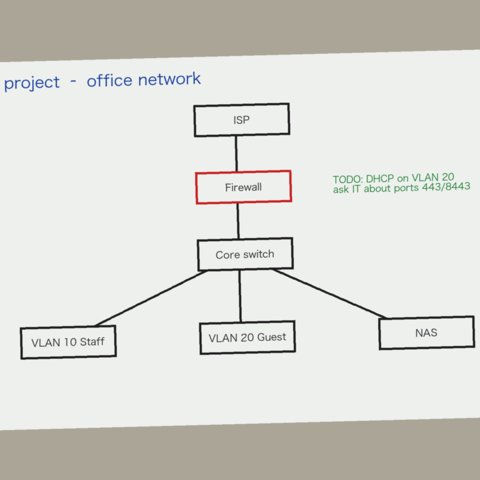 project - office network
ISP
Firewall
TODO: DHCP on VLAN 20
ask IT about ports 443/8443
Core switch
VLAN 10 Staff
VLAN 20 Guest
NAS